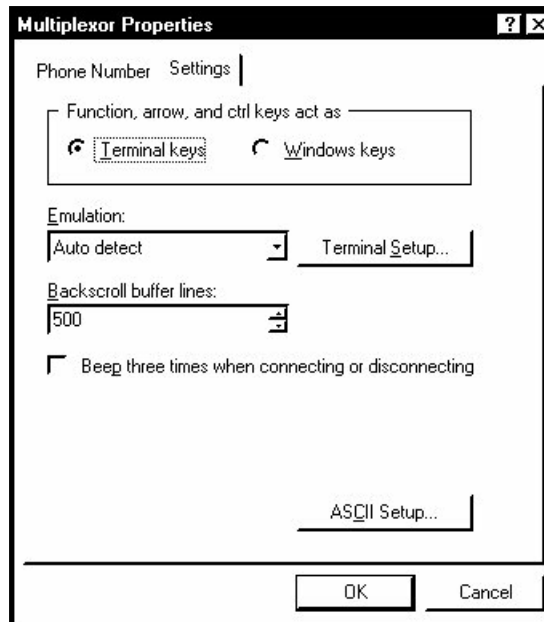 Multiplexor Properties
Phone Number Settings
Function, arrow, and ctrl keys act as
Terminal keys Windows keys
Emulation:
Auto detect Terminal Setup...
Backscroll buffer lines:
500
Beep three times when connecting or disconnecting
ASCII Setup...
OK Cancel